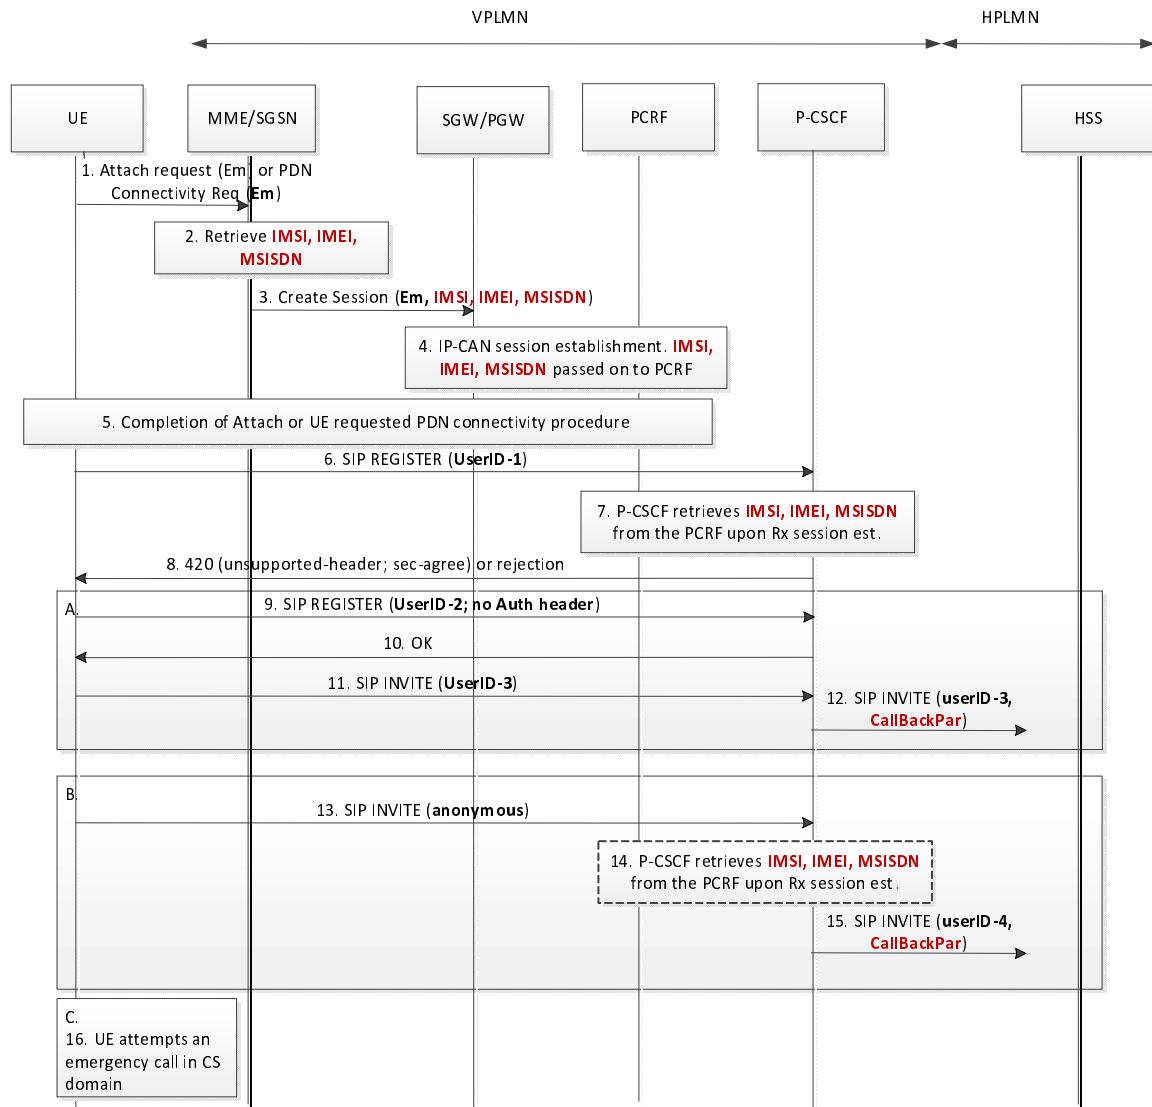 VPLMN
HPLMN
UE
MME/SGSN
SGW/PGW
PCRF
P-CSCF
HSS
1. Attach request (Em) or PDN
Connectivity Req (Em)
2. Retrieve IMSI, IMEI,
MSISDN
3. Create Session (Em, IMSI, IMEI, MSISDN)
4. IP-CAN session establishment. IMSI,
IMEI, MSISDN passed on to PCRF
5. Completion of Attach or UE requested PDN connectivity procedure
6. SIP REGISTER (UserID-1)
7. P-CSCF retrieves IMSI, IMEI, MSISDN
from the PCRF upon Rx session est.
8. 420 (unsupported-header; sec-agree) or rejection
A.
9. SIP REGISTER (UserID-2; no Auth header)
10. OK
11. SIP INVITE (UserID-3)
12. SIP INVITE (userID-3,
CallBackPar)
B.
13. SIP INVITE (anonymous)
14. P-CSCF retrieves IMSI, IMEI, MSISDN
from the PCRF upon Rx session est.
15. SIP INVITE (userID-4,
CallBackPar)
C.
16. UE attempts an
emergency call in CS
domain